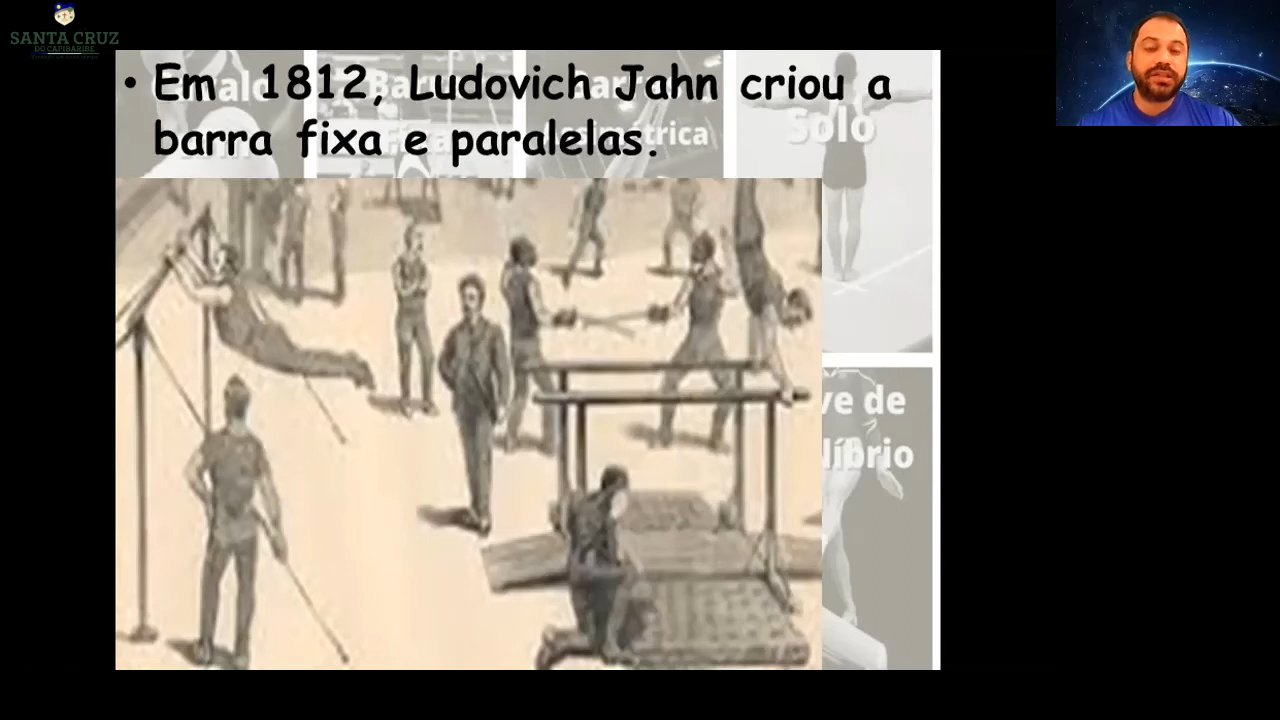 SANTA CRUZ
DO CAPIBARIBE
• Em 1812, Ludovich Jahn criou a
barra fixa e paralelas.
Solo
ve de
líbrio